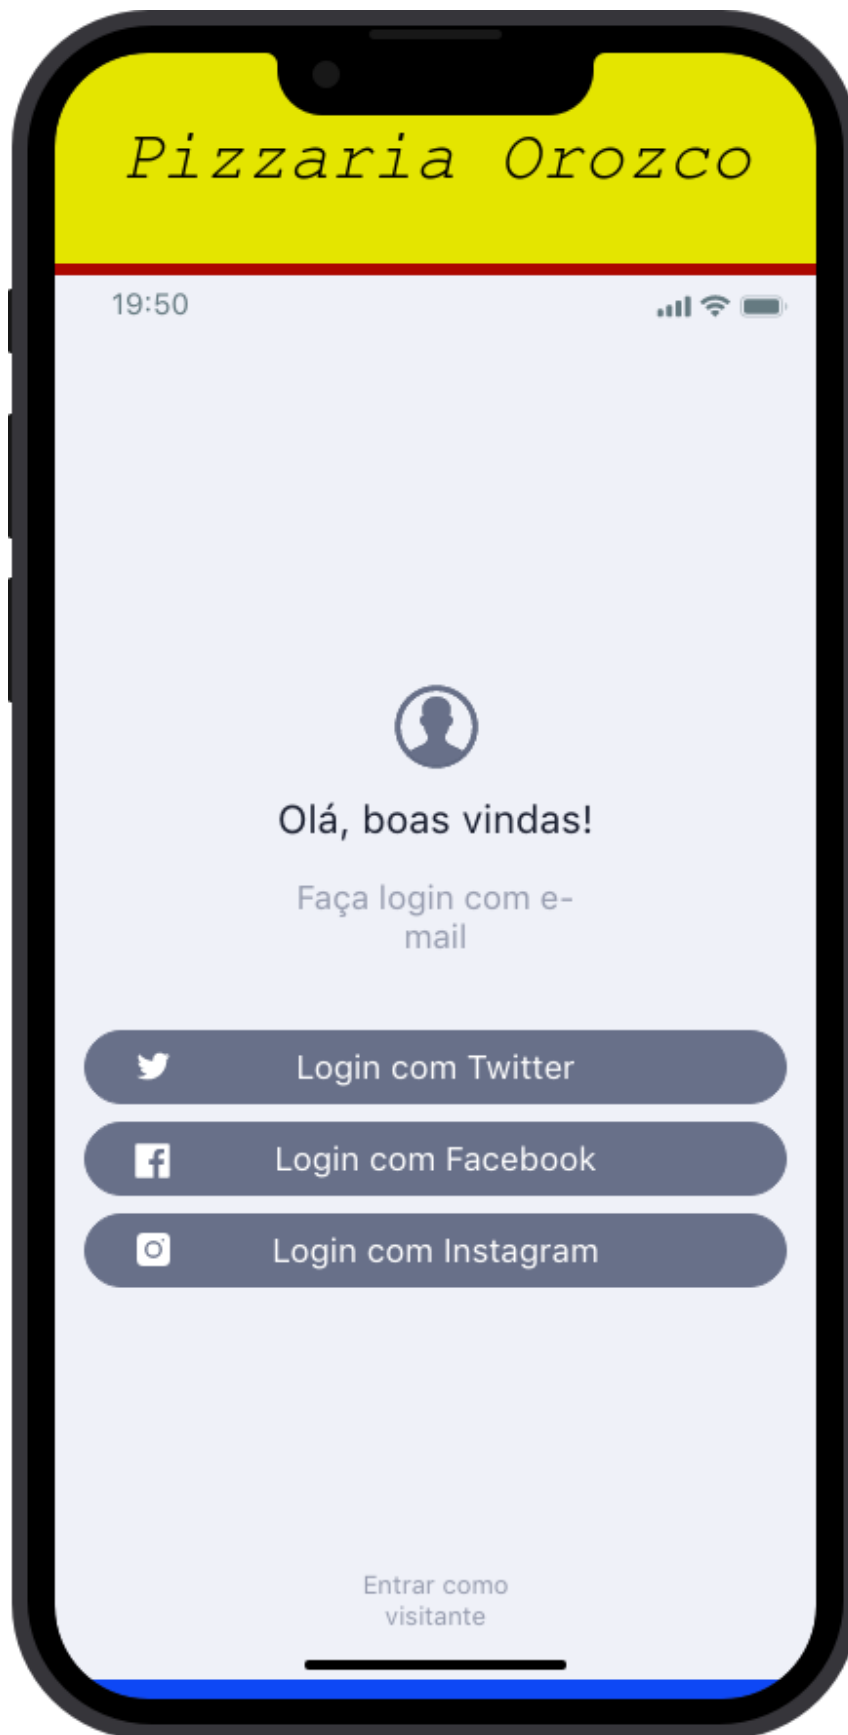 Pizzaria Orozco
19:50
Olá, boas vindas!
Faça login com e-
mail
Login com Twitter
Login com Facebook
Login com Instagram
Entrar como
visitante